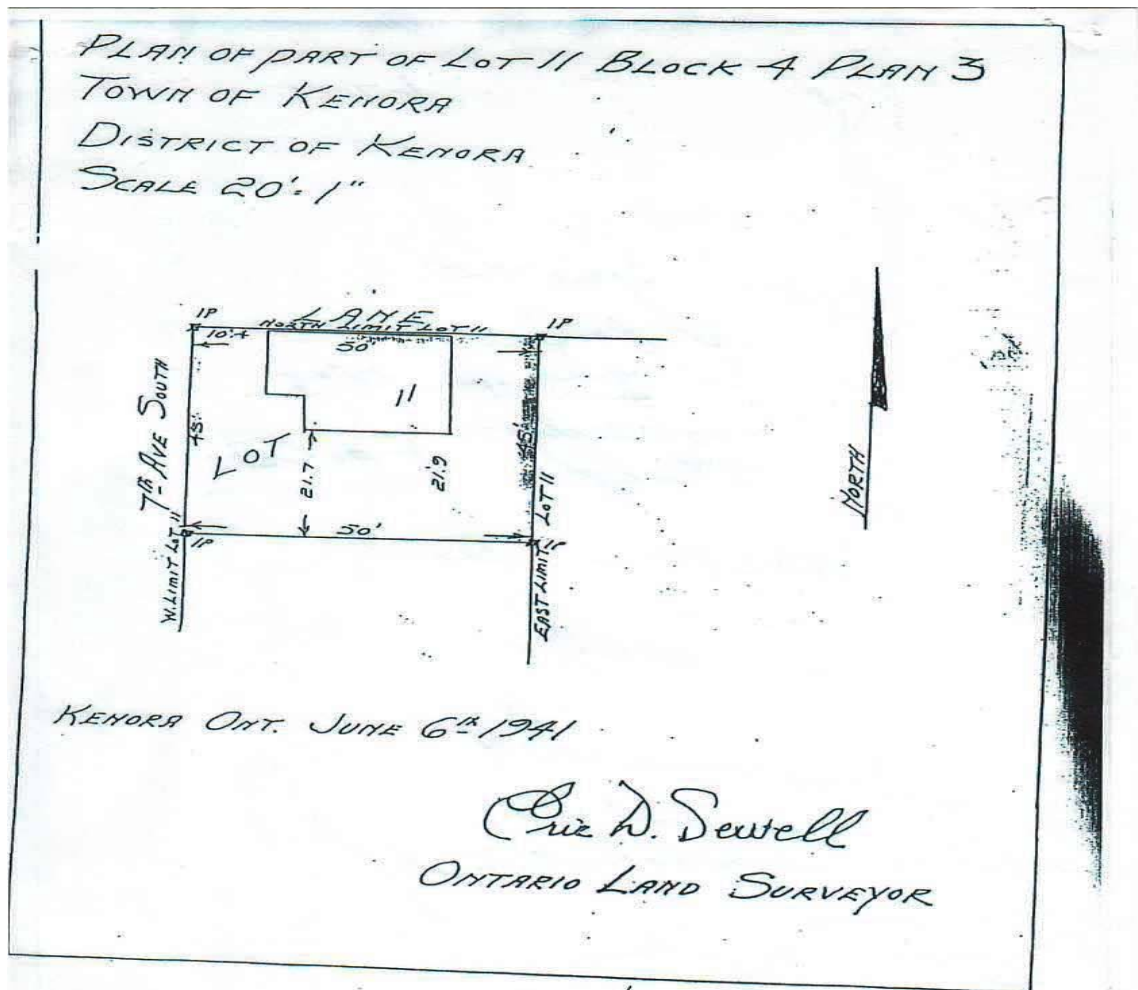 PLAN OF PART OF LOT 11 BLOCK 4 PLAN 3
TOWN OF KENORA
DISTRICT OF KENORA
SCALE 20'= 1"
LANE
IP
NORTH LIMIT LOT 11
IP
10'.4
50'
7th AVE SOUTH
45'
LOT
11
21.7
21.9
45'
W. LIMIT LOT 11
IP
50'
IP
EAST LIMIT LOT 11
NORTH
KENORA ONT. JUNE 6th 1941
Eric D. Sewell
ONTARIO LAND SURVEYOR